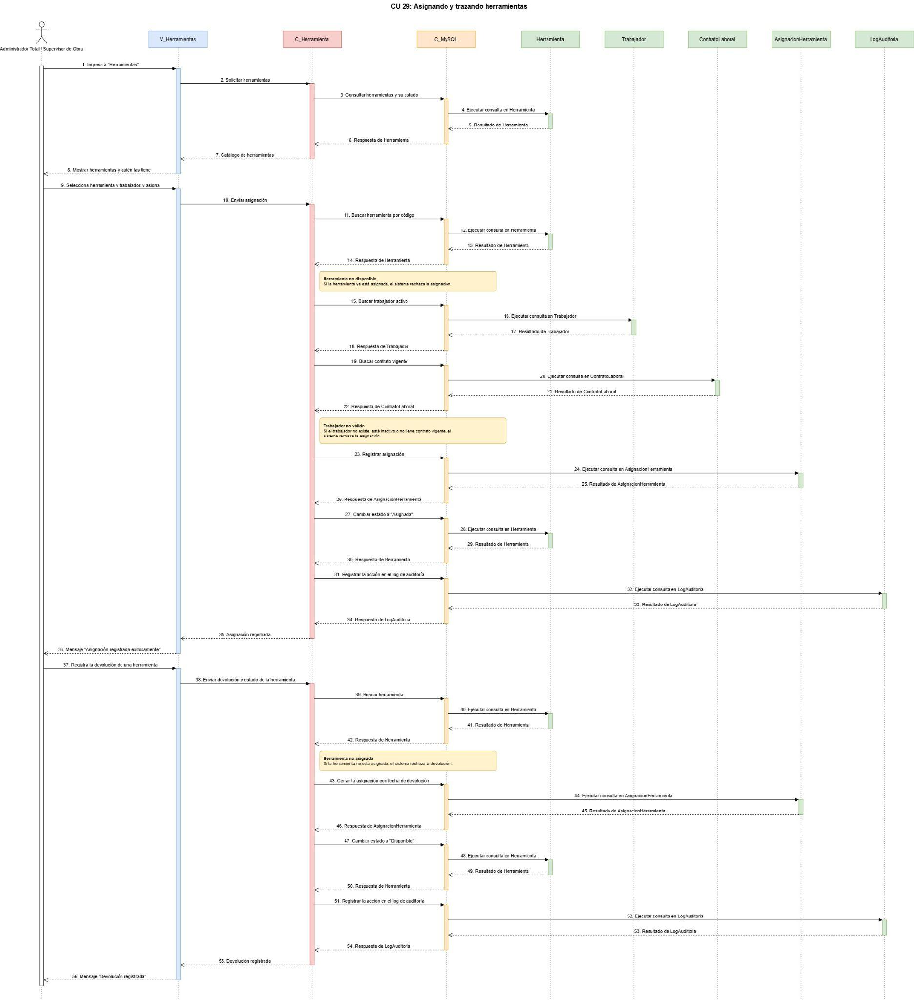 CU 29: Asignando y trazando herramientas
Administrador Total / Supervisor de Obra
V_Herramientas
C_Herramienta
C_MySQL
Herramienta
Trabajador
ContratoLaboral
AsignacionHerramienta
LogAuditoria
1. Ingresa a "Herramientas"
2. Solicitar herramientas
3. Consultar herramientas y su estado
4. Ejecutar consulta en Herramienta
5. Resultado de Herramienta
6. Respuesta de Herramienta
7. Catálogo de herramientas
8. Mostrar herramientas y quién las tiene
9. Selecciona herramienta y trabajador, y asigna
10. Enviar asignación
11. Buscar herramienta por código
12. Ejecutar consulta en Herramienta
13. Resultado de Herramienta
14. Respuesta de Herramienta
Herramienta no disponible
Si la herramienta ya está asignada, el sistema rechaza la asignación.
15. Buscar trabajador activo
16. Ejecutar consulta en Trabajador
17. Resultado de Trabajador
18. Respuesta de Trabajador
19. Buscar contrato vigente
20. Ejecutar consulta en ContratoLaboral
21. Resultado de ContratoLaboral
22. Respuesta de ContratoLaboral
Trabajador no válido
Si el trabajador no existe, está inactivo o no tiene contrato vigente, el
sistema rechaza la asignación.
23. Registrar asignación
24. Ejecutar consulta en AsignacionHerramienta
25. Resultado de AsignacionHerramienta
26. Respuesta de AsignacionHerramienta
27. Cambiar estado a "Asignada"
28. Ejecutar consulta en Herramienta
29. Resultado de Herramienta
30. Respuesta de Herramienta
31. Registrar la acción en el log de auditoría
32. Ejecutar consulta en LogAuditoria
33. Resultado de LogAuditoria
34. Respuesta de LogAuditoria
35. Asignación registrada
36. Mensaje "Asignación registrada exitosamente"
37. Registra la devolución de una herramienta
38. Enviar devolución y estado de la herramienta
39. Buscar herramienta
40. Ejecutar consulta en Herramienta
41. Resultado de Herramienta
42. Respuesta de Herramienta
Herramienta no asignada
Si la herramienta no está asignada, el sistema rechaza la devolución.
43. Cerrar la asignación con fecha de devolución
44. Ejecutar consulta en AsignacionHerramienta
45. Resultado de AsignacionHerramienta
46. Respuesta de AsignacionHerramienta
47. Cambiar estado a "Disponible"
48. Ejecutar consulta en Herramienta
49. Resultado de Herramienta
50. Respuesta de Herramienta
51. Registrar la acción en el log de auditoría
52. Ejecutar consulta en LogAuditoria
53. Resultado de LogAuditoria
54. Respuesta de LogAuditoria
55. Devolución registrada
56. Mensaje "Devolución registrada"